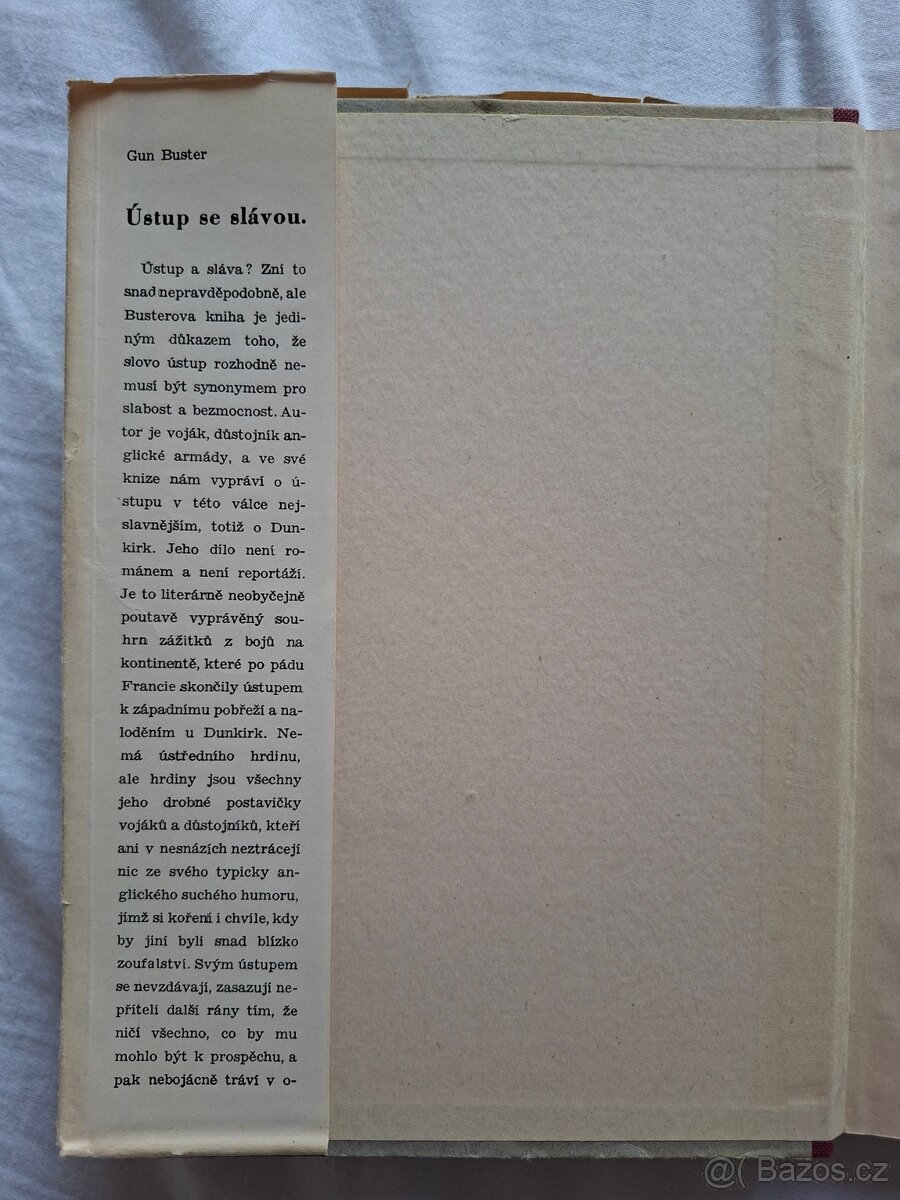 Gun Buster
Ústup se slávou.
Ústup a sláva? Zní to
snad nepravděpodobně, ale
Busterova kniha je jedi-
ným důkazem toho, že
slovo ústup rozhodně ne-
musí být synonymem pro
slabost a bezmocnost. Au-
tor je voják, důstojník an-
glické armády, a ve své
knize nám vypráví o ú-
stupu v této válce nej-
slavnějším, totiž o Dun-
kirk. Jeho dílo není ro-
mánem a není reportáží.
Je to literárně neobyčejně
poutavě vyprávěný sou-
hrn zážitků z bojů na
kontinentě, které po pádu
Francie skončily ústupem
k západnímu pobřeží a na-
loděním u Dunkirk. Ne-
má ústředního hrdinu,
ale hrdiny jsou všechny
jeho drobné postavičky
vojáků a důstojníků, kteří
ani v nesnázích neztrácejí
nic ze svého typicky an-
glického suchého humoru,
jímž si koření i chvíle, kdy
by jiní byli snad blízko
zoufalství. Svým ústupem
se nevzdávají, zasazují ne-
příteli další rány tím, že
ničí všechno, co by mu
mohlo být k prospěchu, a
pak nebojácně tráví v o-
@( Bazos.cz